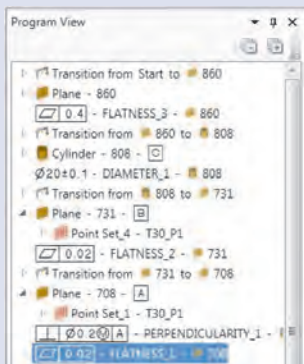 Program View
Transition from Start to 860
Plane - 860
0.4 - FLATNESS_3 - 860
Transition from 860 to 808
Cylinder - 808 - C
Ø20±0.1 - DIAMETER_1 - 808
Transition from 808 to 731
Plane - 731 - B
Point Set_4 - T30_P1
0.02 - FLATNESS_2 - 731
Transition from 731 to 708
Plane - 708 - A
Point Set_1 - T30_P1
⊥ Ø0.2Ⓜ A - PERPENDICULARITY_1 -
0.02 - FLATNESS_1 - 708